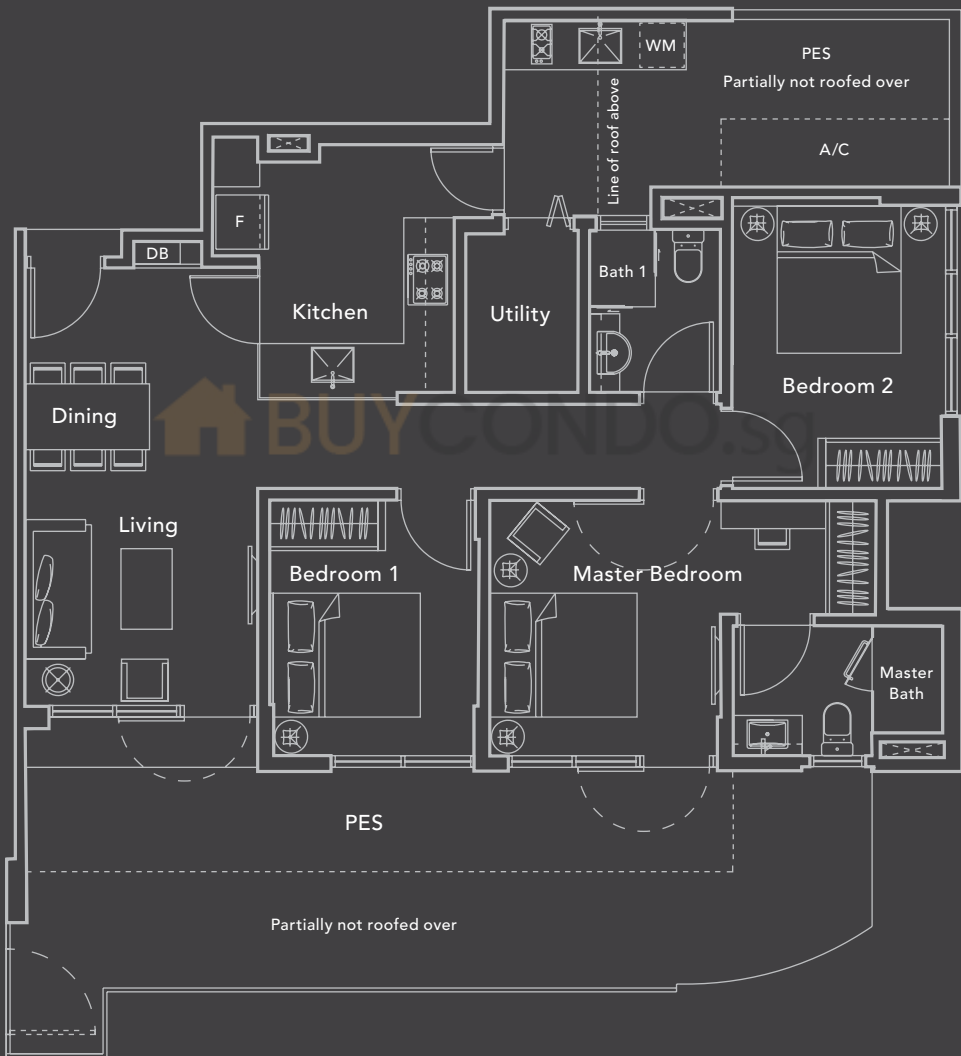 WM
PES
Partially not roofed over
Line of roof above
A/C
F
DB
Bath 1
Kitchen
Utility
Bedroom 2
Dining
BUYCONDO.sg
Living
Bedroom 1
Master Bedroom
Master
Bath
PES
Partially not roofed over